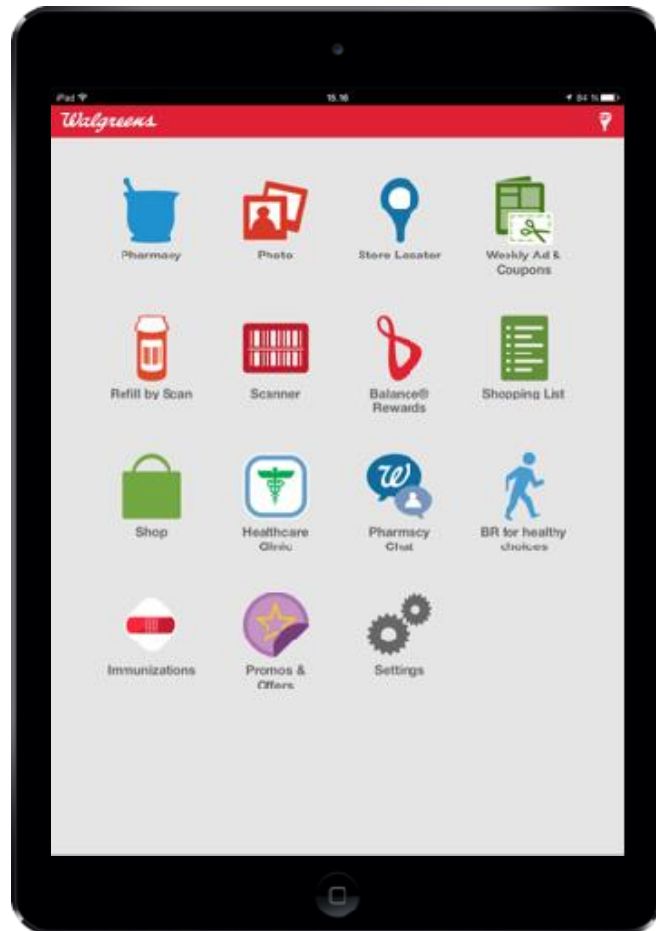 iPad
15.16
84 %
Walgreens
Pharmacy
Photo
Store Locator
Weekly Ad &
Coupons
Refill by Scan
Scanner
Balance®
Rewards
Shopping List
Shop
Healthcare
Clinic
W
Pharmacy
Chat
BR for healthy
choices
Immunizations
Promos &
Offers
Settings